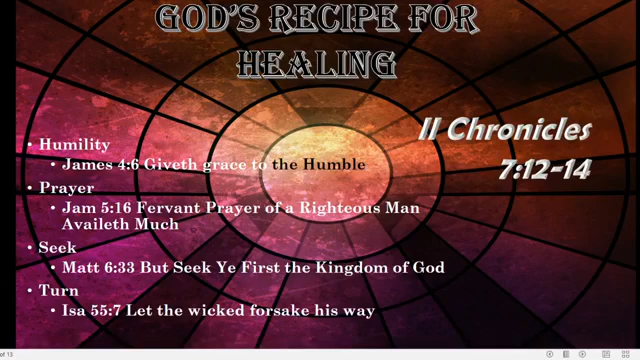 GOD'S RECIPE FOR
HEALING
II Chronicles
7:12-14
• Humility
• James 4:6 Giveth grace to the Humble
• Prayer
• Jam 5:16 Fervant Prayer of a Righteous Man
Availeth Much
• Seek
• Matt 6:33 But Seek Ye First the Kingdom of God
• Turn
• Isa 55:7 Let the wicked forsake his way
of 13